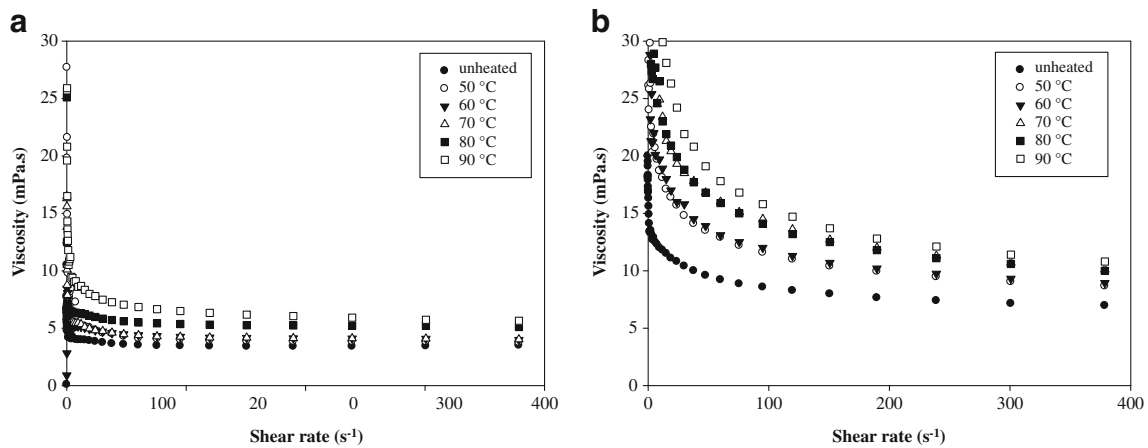 a
30
25
20
15
10
5
0
Viscosity (mPa.s)
unheated
50 °C
60 °C
70 °C
80 °C
90 °C
0 100 20 0 300 400
Shear rate (s-1)
b
30
25
20
15
10
5
0
Viscosity (mPa.s)
unheated
50 °C
60 °C
70 °C
80 °C
90 °C
0 100 200 300 400
Shear rate (s-1)